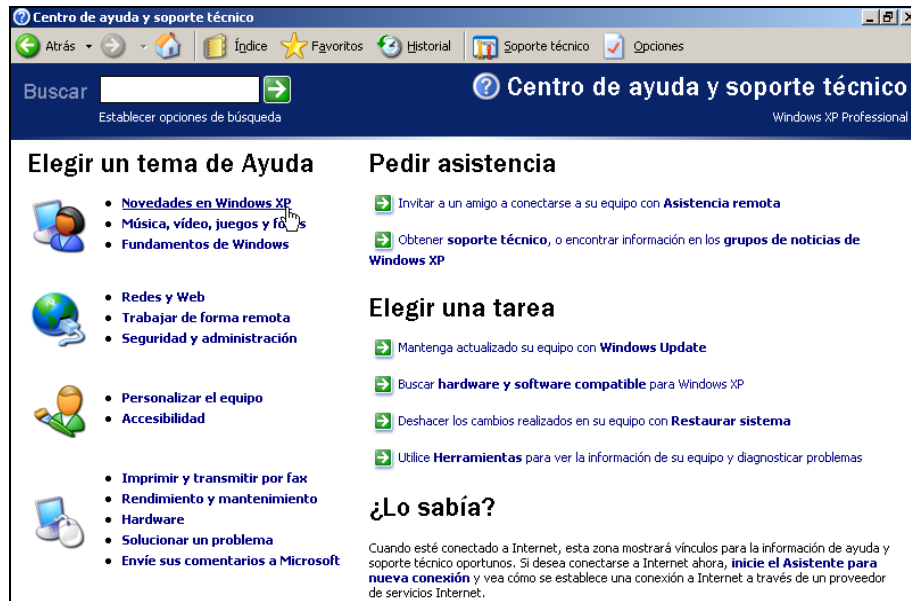 Centro de ayuda y soporte técnico
Atrás
Índice
Favoritos
Historial
Soporte técnico
Opciones
Buscar
Establecer opciones de búsqueda
Centro de ayuda y soporte técnico
Windows XP Professional
Elegir un tema de Ayuda
Novedades en Windows XP
Música, vídeo, juegos y
Fundamentos de Windows
Redes y Web
Trabajar de forma remota
Seguridad y administración
Personalizar el equipo
Accesibilidad
Imprimir y transmitir por fax
Rendimiento y mantenimiento
Hardware
Solucionar un problema
Envíe sus comentarios a Microsoft
Pedir asistencia
Invitar a un amigo a conectarse a su equipo con Asistencia remota
Obtener soporte técnico, o encontrar información en los grupos de noticias de
Windows XP
Elegir una tarea
Mantenga actualizado su equipo con Windows Update
Buscar hardware y software compatible para Windows XP
Deshacer los cambios realizados en su equipo con Restaurar sistema
Utilice Herramientas para ver la información de su equipo y diagnosticar problemas
¿Lo sabía?
Cuando esté conectado a Internet, esta zona mostrará vínculos para la información de ayuda y
soporte técnico oportunos. Si desea conectarse a Internet ahora, inicie el Asistente para
nueva conexión y vea cómo se establece una conexión a Internet a través de un proveedor
de servicios Internet.